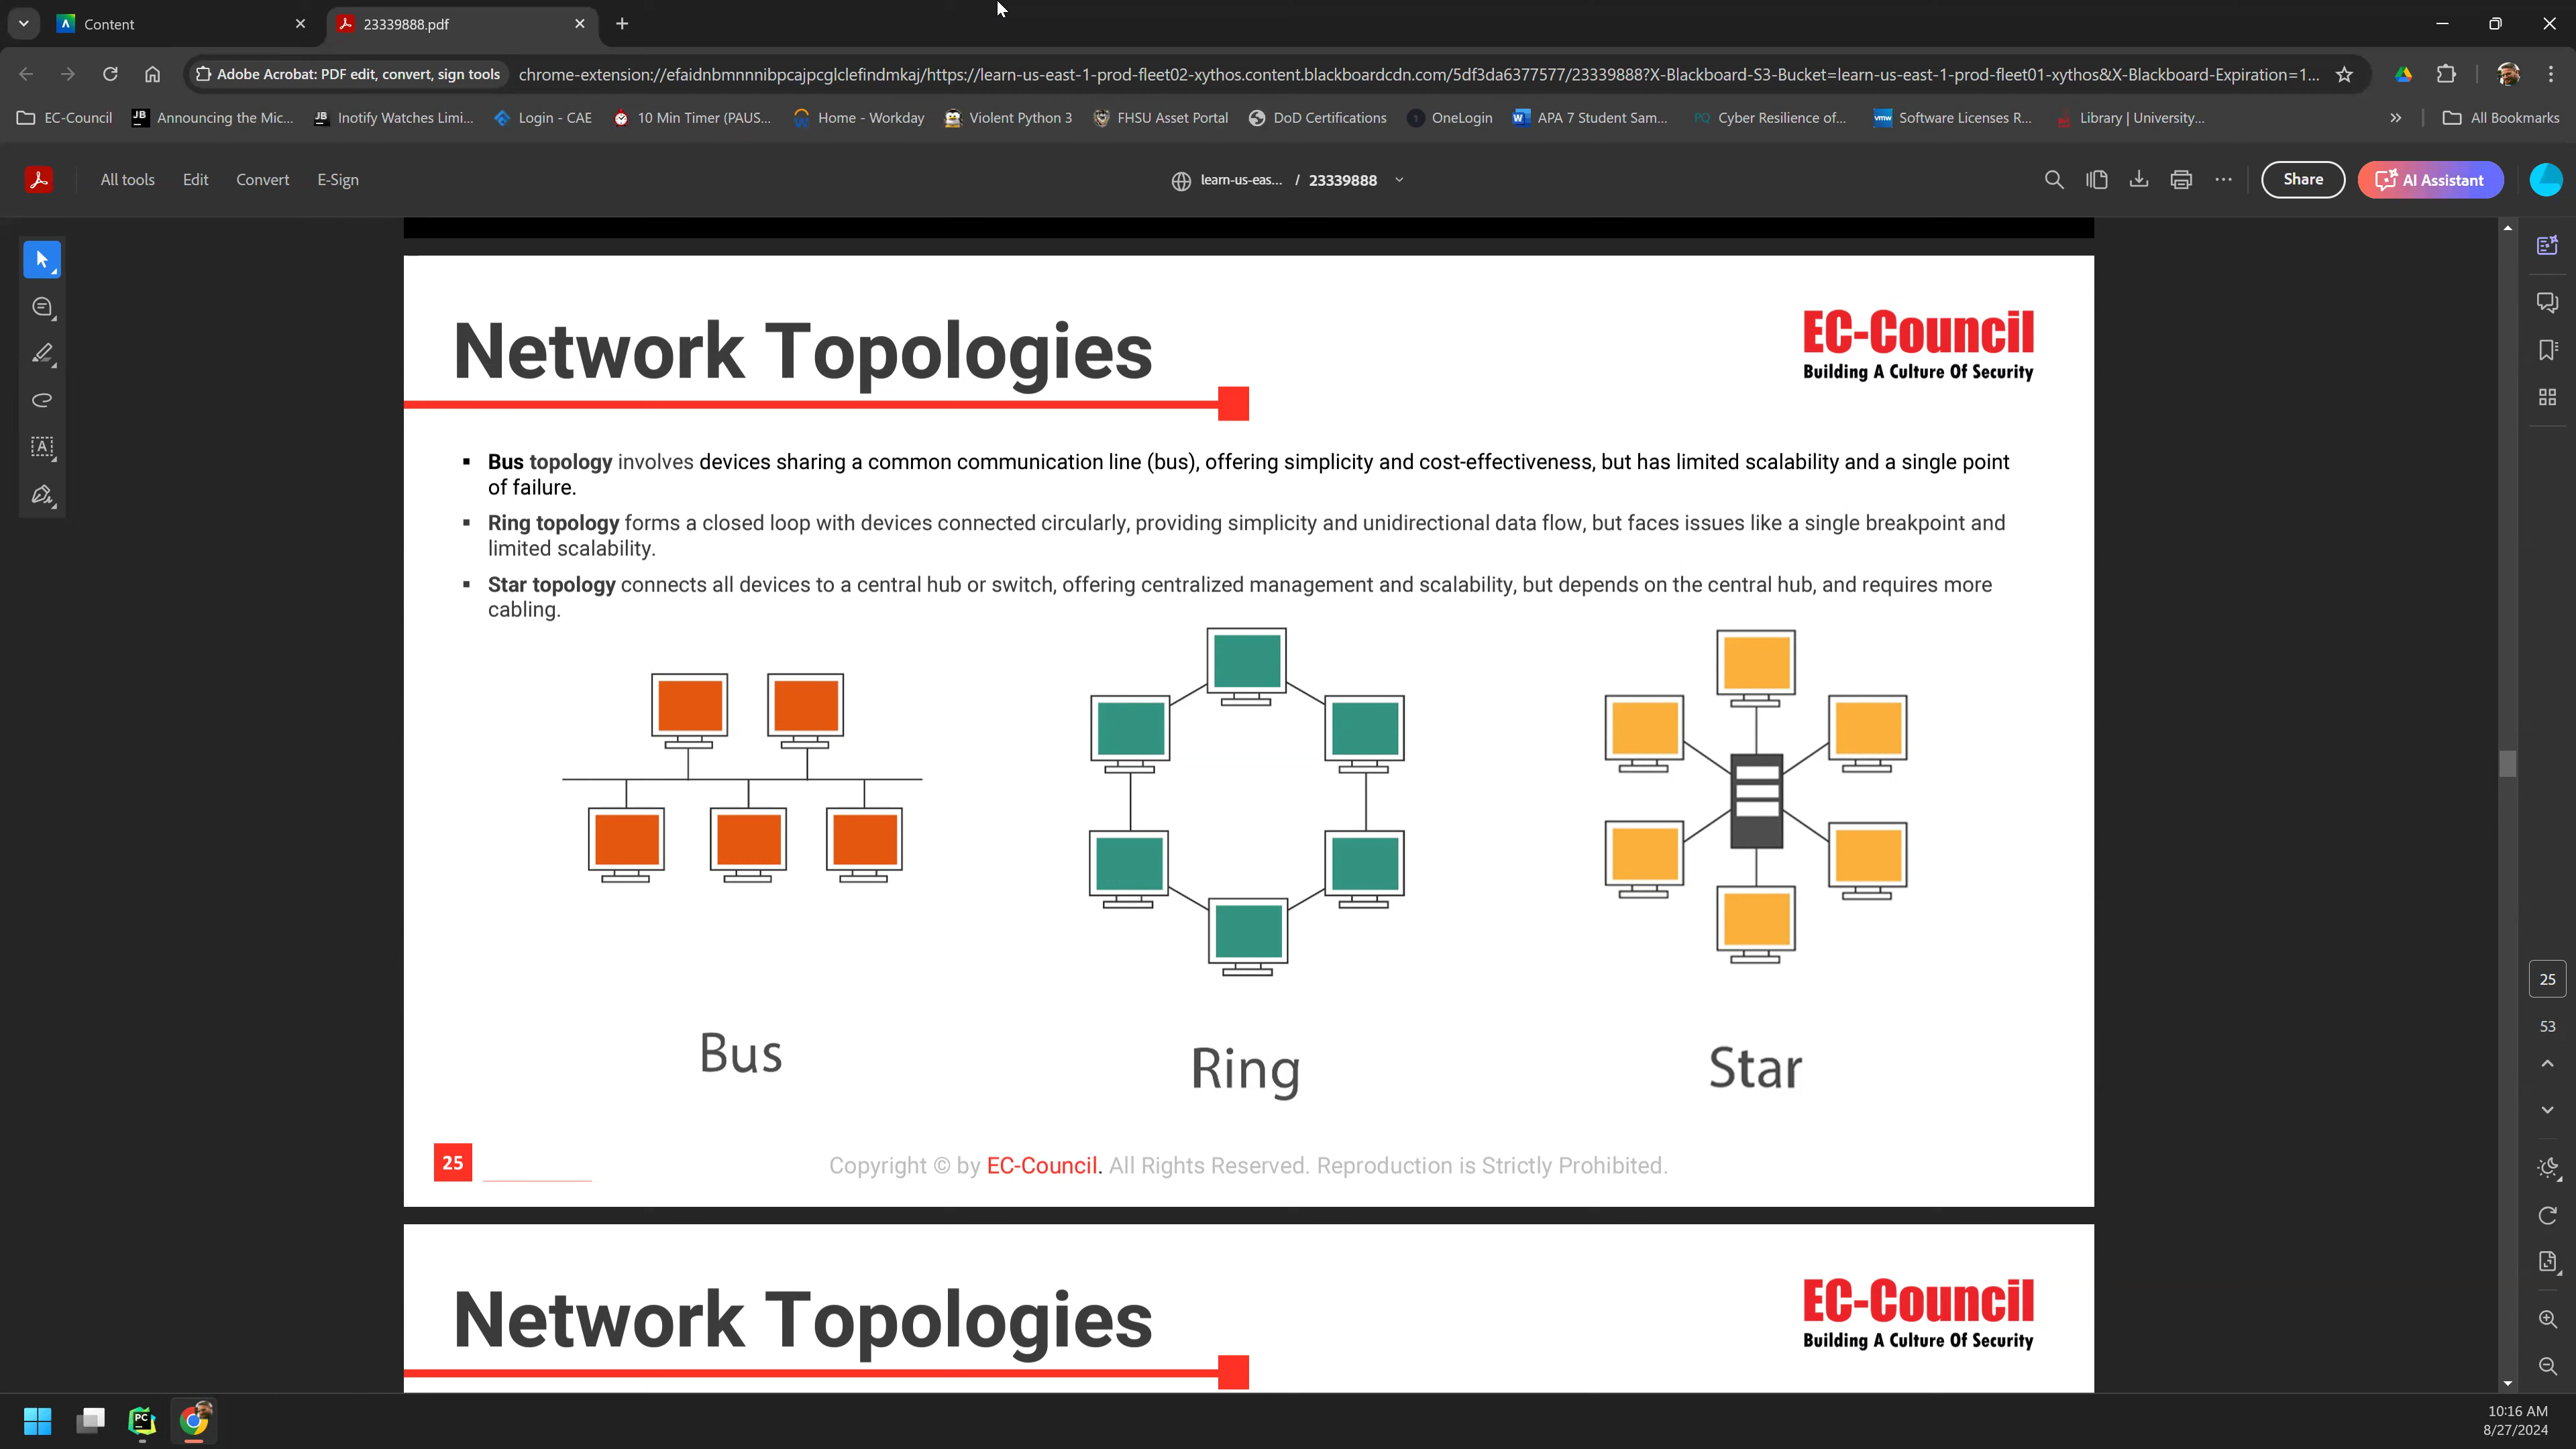 Content
23339888.pdf
Adobe Acrobat: PDF edit, convert, sign tools
chrome-extension://efaidnbmnnnibpcajpcglclefindmkaj/https://learn-us-east-1-prod-fleet02-xythos.content.blackboardcdn.com/5df3da6377577/23339888?X-Blackboard-S3-Bucket=learn-us-east-1-prod-fleet01-xythos&X-Blackboard-Expiration=1...
EC-Council
JB Announcing the Mic...
JB Inotify Watches Limi...
Login - CAE
10 Min Timer (PAUS...
Home - Workday
Violent Python 3
FHSU Asset Portal
DoD Certifications
OneLogin
APA 7 Student Sam...
PQ Cyber Resilience of...
vmw Software Licenses R...
Library | University...
»
All Bookmarks
All tools
Edit
Convert
E-Sign
learn-us-eas... / 23339888
Share
AI Assistant
Network Topologies
EC-Council
Building A Culture Of Security
▪ Bus topology involves devices sharing a common communication line (bus), offering simplicity and cost-effectiveness, but has limited scalability and a single point
of failure.
▪ Ring topology forms a closed loop with devices connected circularly, providing simplicity and unidirectional data flow, but faces issues like a single breakpoint and
limited scalability.
▪ Star topology connects all devices to a central hub or switch, offering centralized management and scalability, but depends on the central hub, and requires more
cabling.
Bus
Ring
Star
25
Copyright © by EC-Council. All Rights Reserved. Reproduction is Strictly Prohibited.
25
53
Network Topologies
EC-Council
Building A Culture Of Security
PC
10:16 AM
8/27/2024